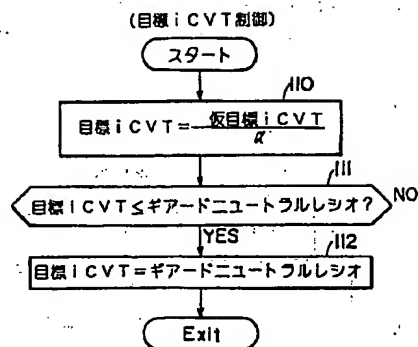 (目標iCVT制御)
スタート
110
目標iCVT=仮目標iCVT
α
111
目標iCVT≤ギアードニュートラルレシオ?
NO
YES
112
目標iCVT=ギアードニュートラルレシオ
Exit